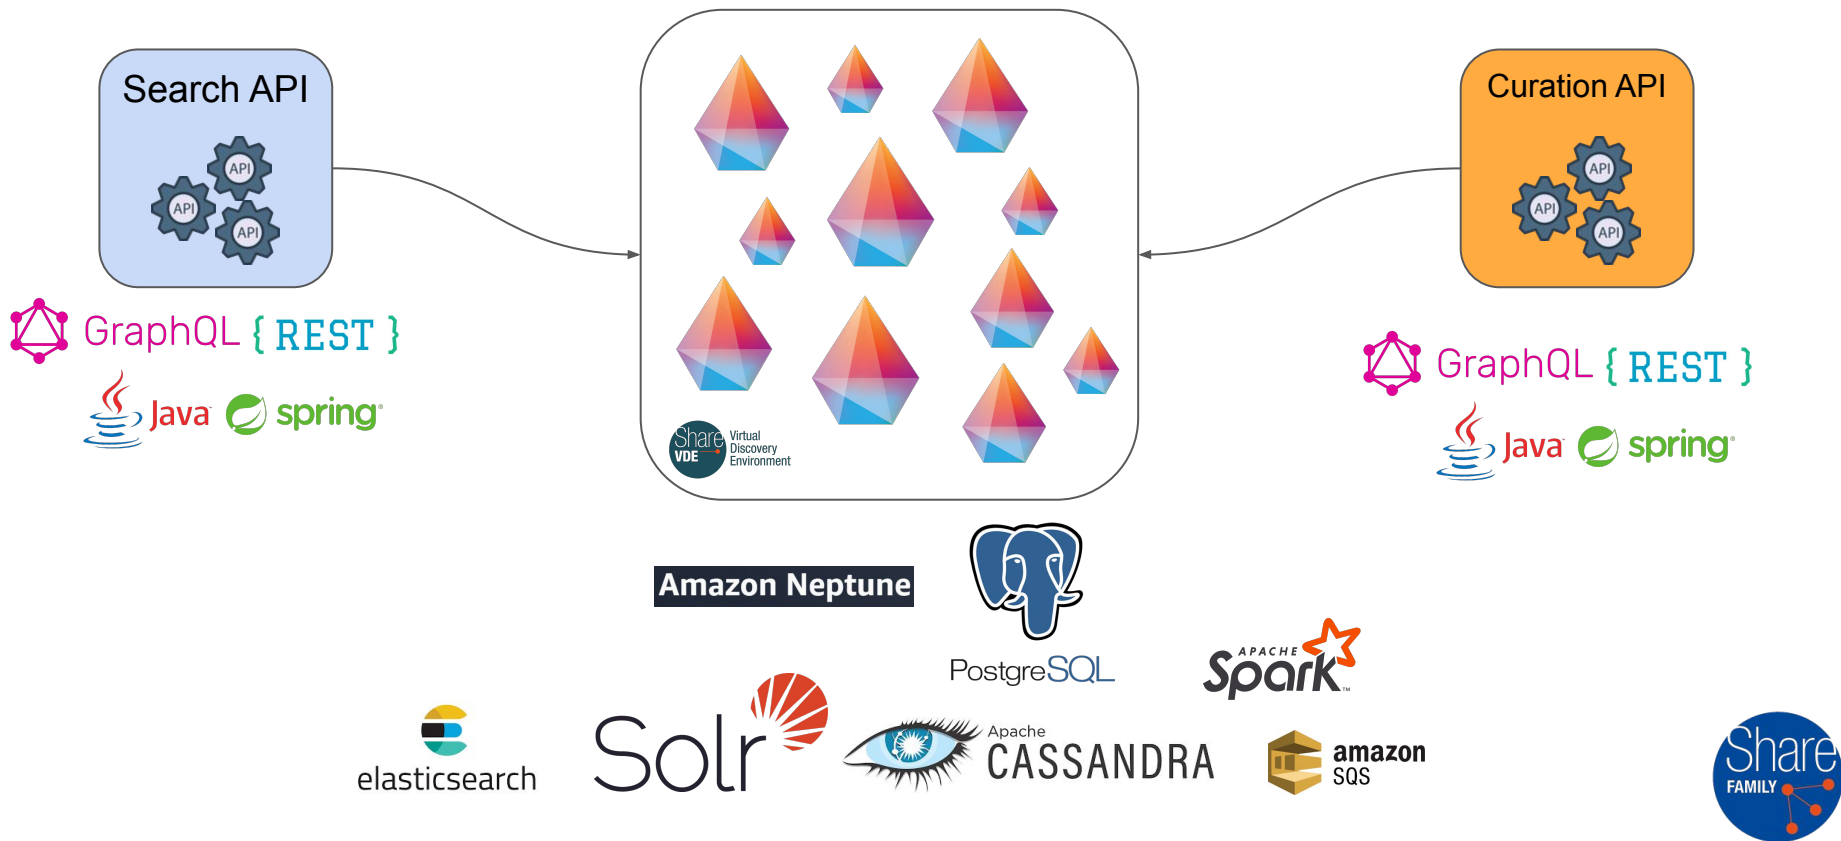 Search API
API
API
API
GraphQL { REST }
Java spring
Share
VDE
Virtual
Discovery
Environment
Curation API
API
API
API
GraphQL { REST }
Java spring
Amazon Neptune
PostgreSQL
APACHE
Spark™
elasticsearch
Solr
Apache
CASSANDRA
amazon
SQS
Share
FAMILY